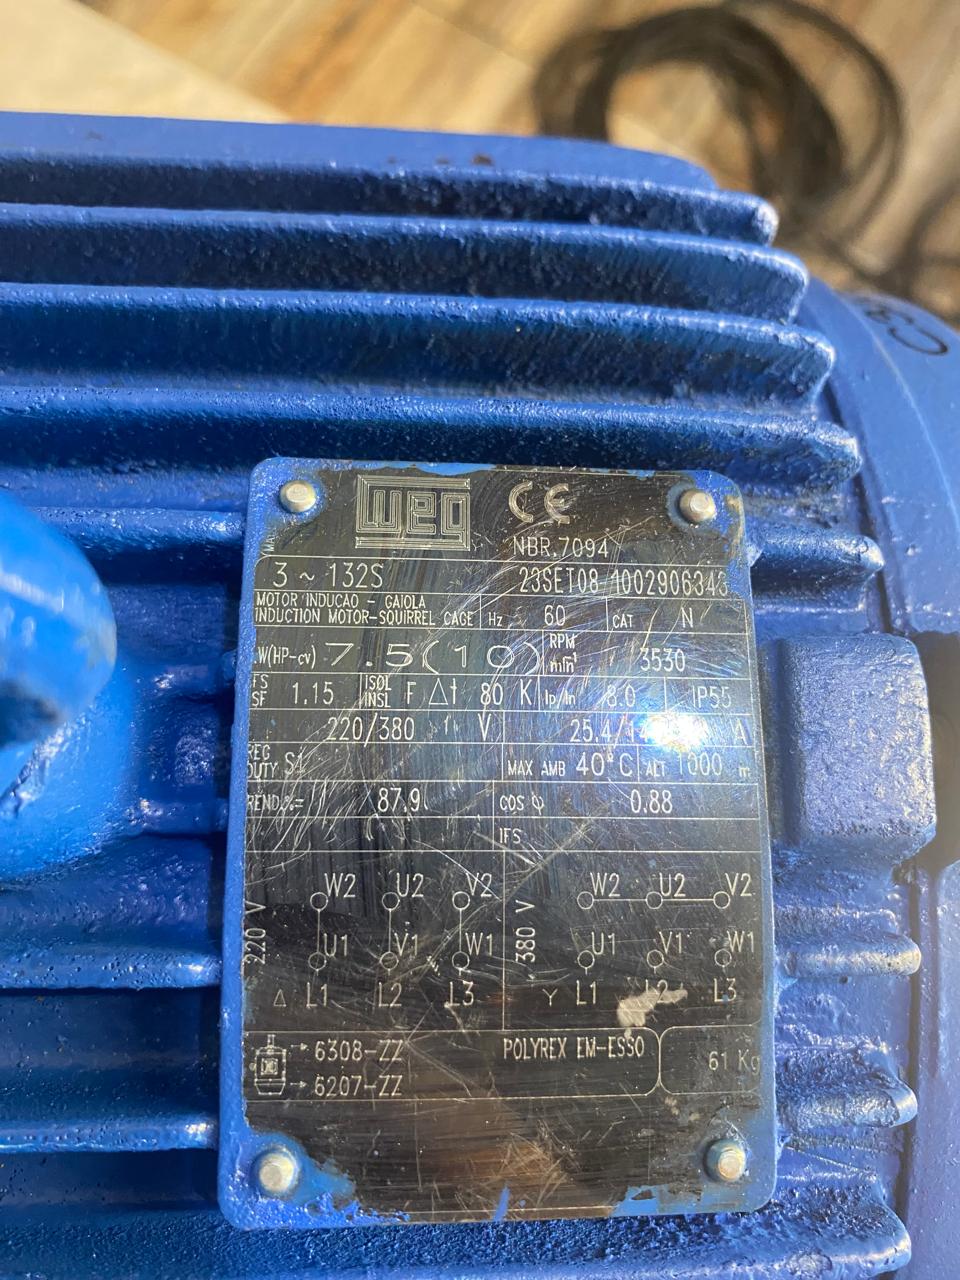 weg CE
NBR.7094
3 ~ 132S 23SET08 1002906343
MOTOR INDUCAO - GAIOLA
INDUCTION MOTOR-SQUIRREL CAGE Hz 60 CAT N
W(HP-cv) 7.5(10) RPM min⁻¹ 3530
FS SF 1.15 ISOL INSL F Δt 80 K Ip/In 8.0 IP55
220/380 V 25.4/ A
REG DUTY S1 MAX AMB 40°C ALT 1000 m
REND.%= 87.9 COS φ 0.88
IFS
W2 U2 V2 W2 U2 V2
220 V 380 V
U1 V1 W1 U1 V1 W1
Δ L1 L2 L3 Y L1 L2 L3
6308-ZZ POLYREX EM-ESSO 61 Kg
6207-ZZ